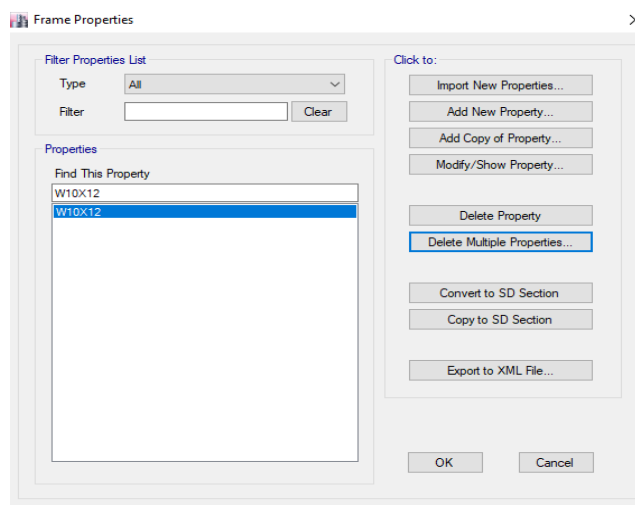 Frame Properties
Filter Properties List
Type All
Filter Clear
Properties
Find This Property
W10X12
W10X12
Click to:
Import New Properties...
Add New Property...
Add Copy of Property...
Modify/Show Property...
Delete Property
Delete Multiple Properties...
Convert to SD Section
Copy to SD Section
Export to XML File...
OK Cancel